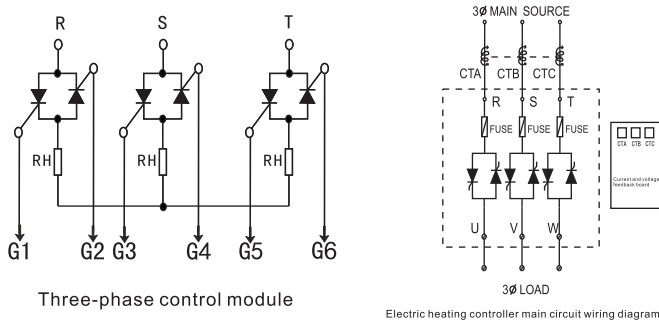 R S T
RH RH RH
G1 G2 G3 G4 G5 G6
Three-phase control module
3Ø MAIN SOURCE
CTA CTB CTC
R S T
FUSE FUSE FUSE
U V W
3Ø LOAD
CTA CTB CTC
Current and voltage
feedback board
Electric heating controller main circuit wiring diagram